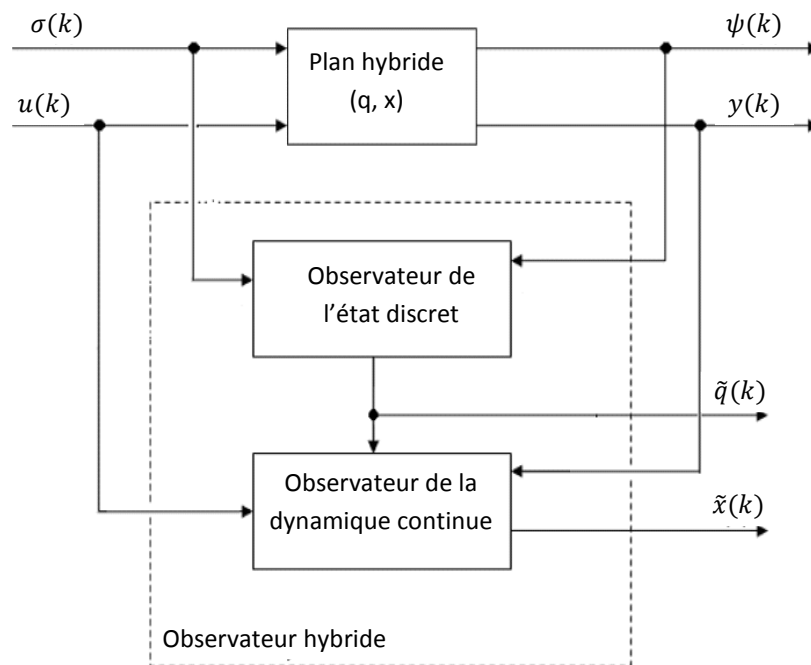 σ(k)
ψ(k)
Plan hybride
(q, x)
u(k)
y(k)
Observateur de
l'état discret
q̃(k)
Observateur de la
dynamique continue
x̃(k)
Observateur hybride